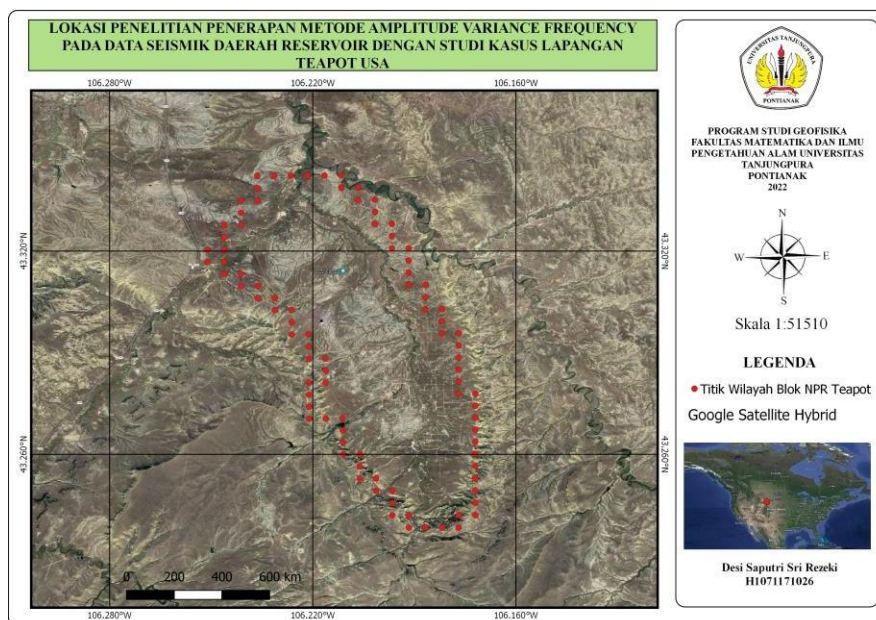 LOKASI PENELITIAN PENERAPAN METODE AMPLITUDE VARIANCE FREQUENCY
PADA DATA SEISMIK DAERAH RESERVOIR DENGAN STUDI KASUS LAPANGAN
TEAPOT USA
106.280°W
106.220°W
106.160°W
43.320°N
43.320°N
43.260°N
43.260°N
0
200
400
600 km
106.280°W
106.220°W
106.160°W
UNIVERSITAS TANJUNGPURA
PONTIANAK
PROGRAM STUDI GEOFISIKA
FAKULTAS MATEMATIKA DAN ILMU
PENGETAHUAN ALAM UNIVERSITAS
TANJUNGPURA
PONTIANAK
2022
N
W
E
S
Skala 1:51510
LEGENDA
Titik Wilayah Blok NPR Teapot
Google Satellite Hybrid
Desi Saputri Sri Rezeki
H1071171026